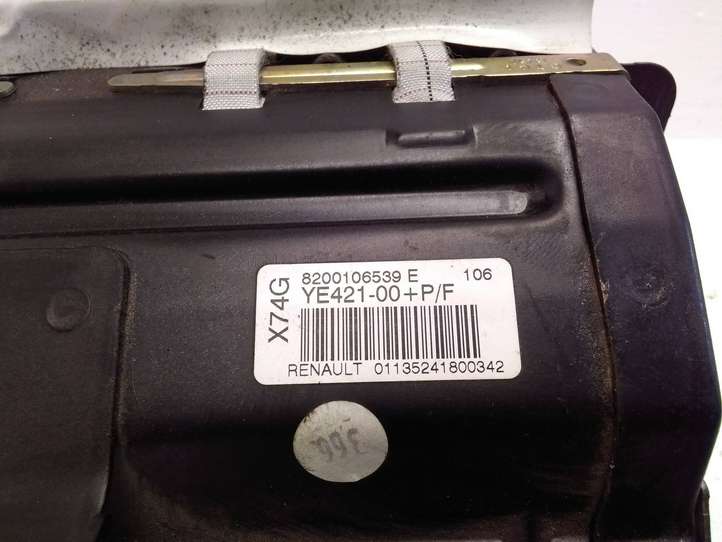 X74G
8200106539 E 106
YE421-00+P/F
RENAULT 01135241800342
366